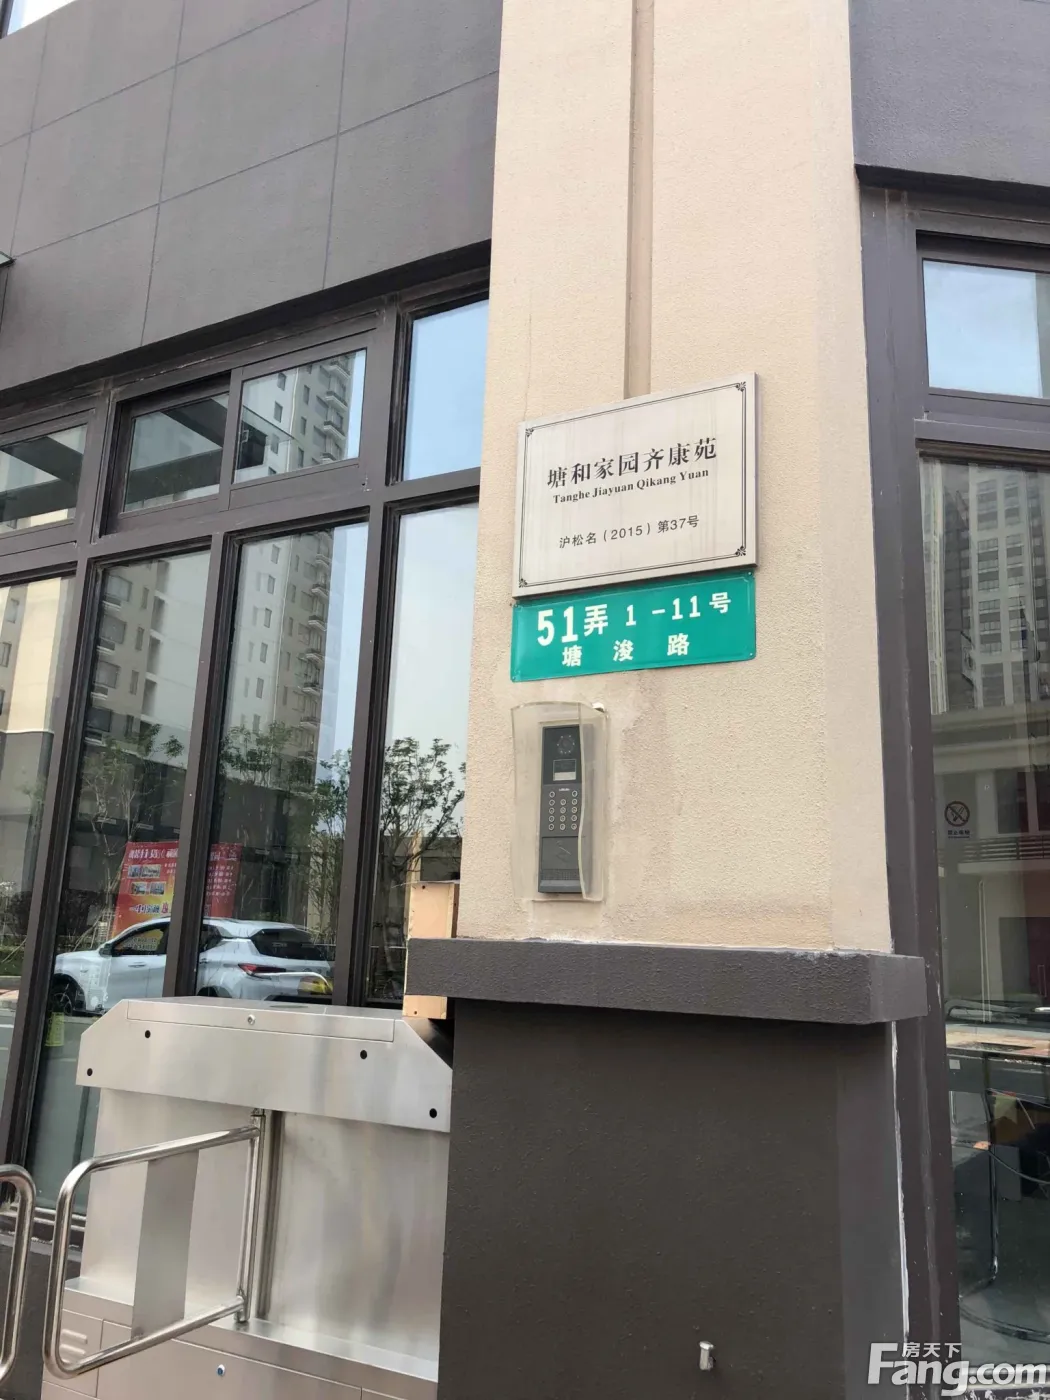 塘和家园齐康苑
Tanghe Jiayuan Qikang Yuan
沪松名(2015)第37号
51弄 1-11号
塘浚路
房天下
Fang.com